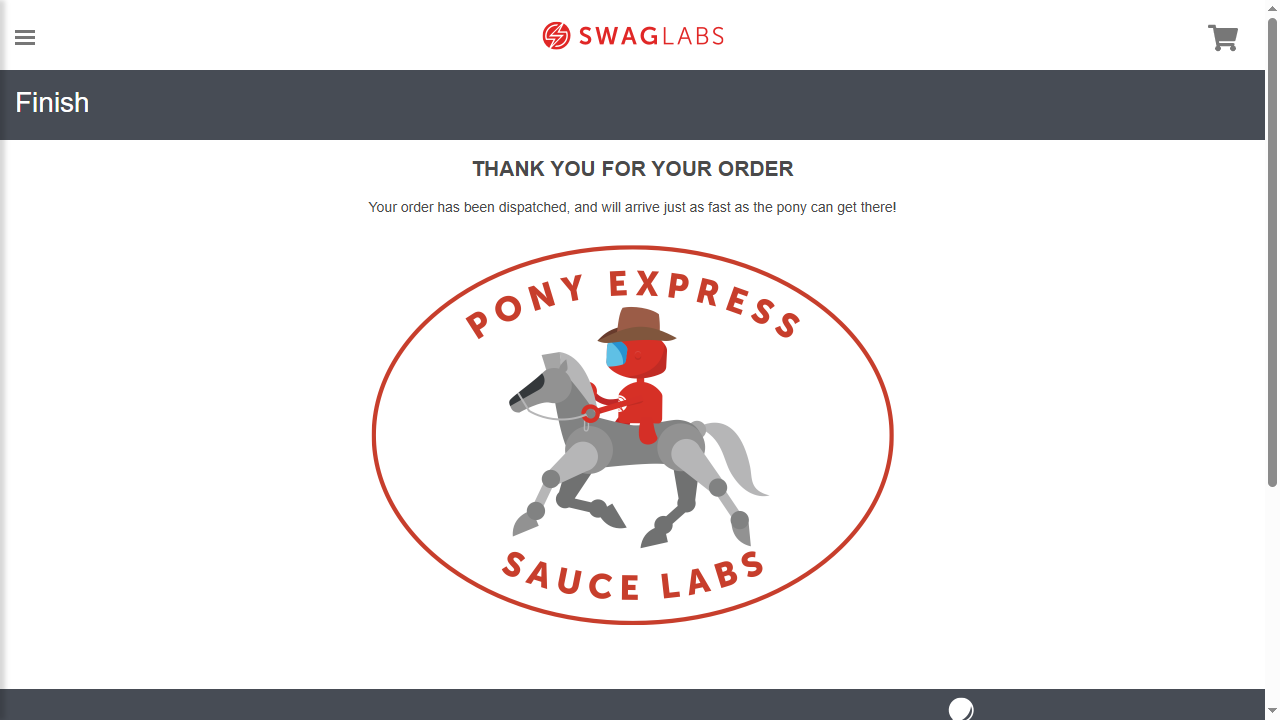 SWAGLABS
Finish
THANK YOU FOR YOUR ORDER
Your order has been dispatched, and will arrive just as fast as the pony can get there!
PONY EXPRESS
SAUCE LABS